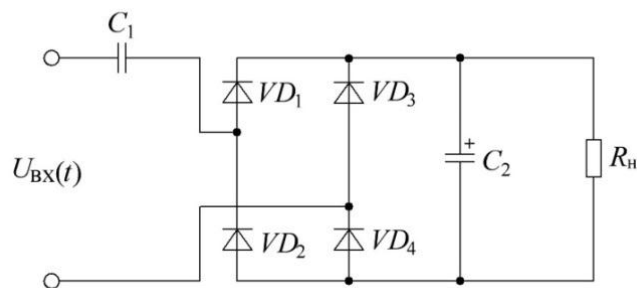 C1
VD1
VD3
Uвх(t)
C2
Rн
VD2
VD4
+